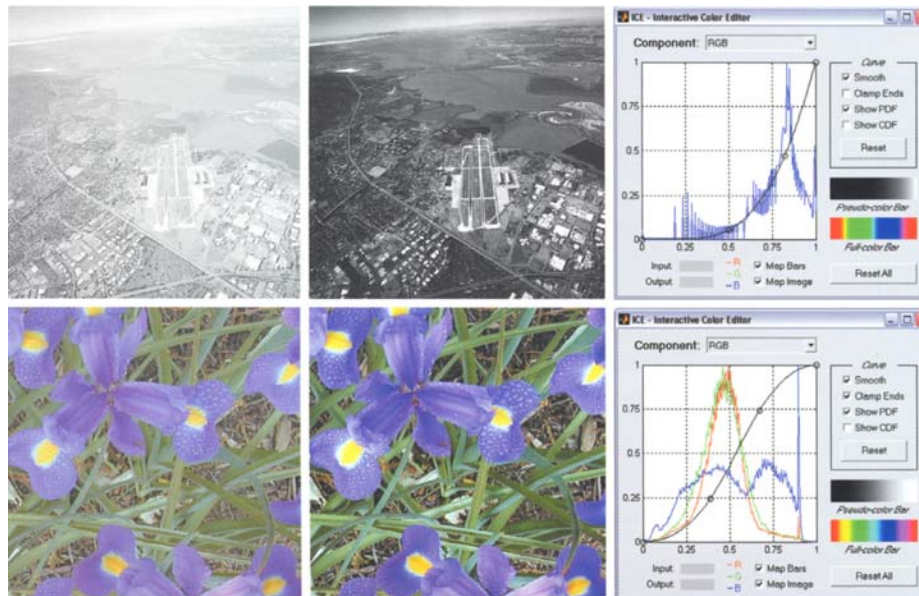 ICE - Interactive Color Editor
Component: RGB
Curve
Smooth
Clamp Ends
Show PDF
Show CDF
Reset
1
0.75
0.5
0.25
0
0.25
0.5
0.75
1
Pseudo-color Bar
Full-color Bar
Input:
Output:
R
G
B
Map Bars
Map Image
Reset All
ICE - Interactive Color Editor
Component: RGB
Curve
Smooth
Clamp Ends
Show PDF
Show CDF
Reset
1
0.75
0.5
0.25
0
0.25
0.5
0.75
1
Pseudo-color Bar
Full-color Bar
Input:
Output:
R
G
B
Map Bars
Map Image
Reset All